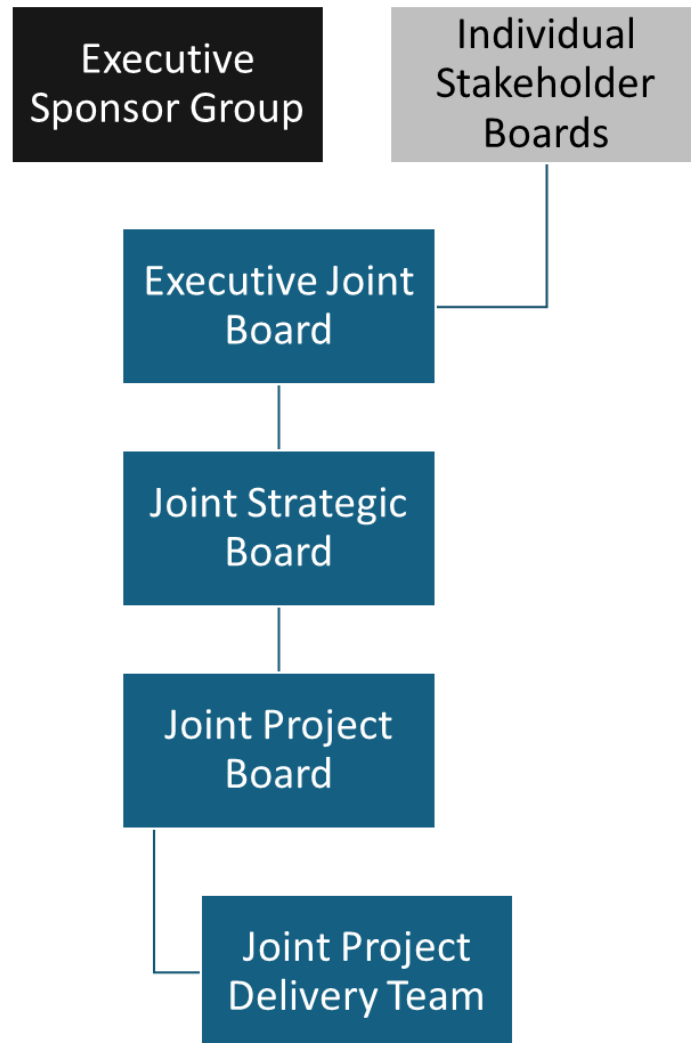 Executive
Sponsor Group
Individual
Stakeholder
Boards
Executive Joint
Board
Joint Strategic
Board
Joint Project
Board
Joint Project
Delivery Team